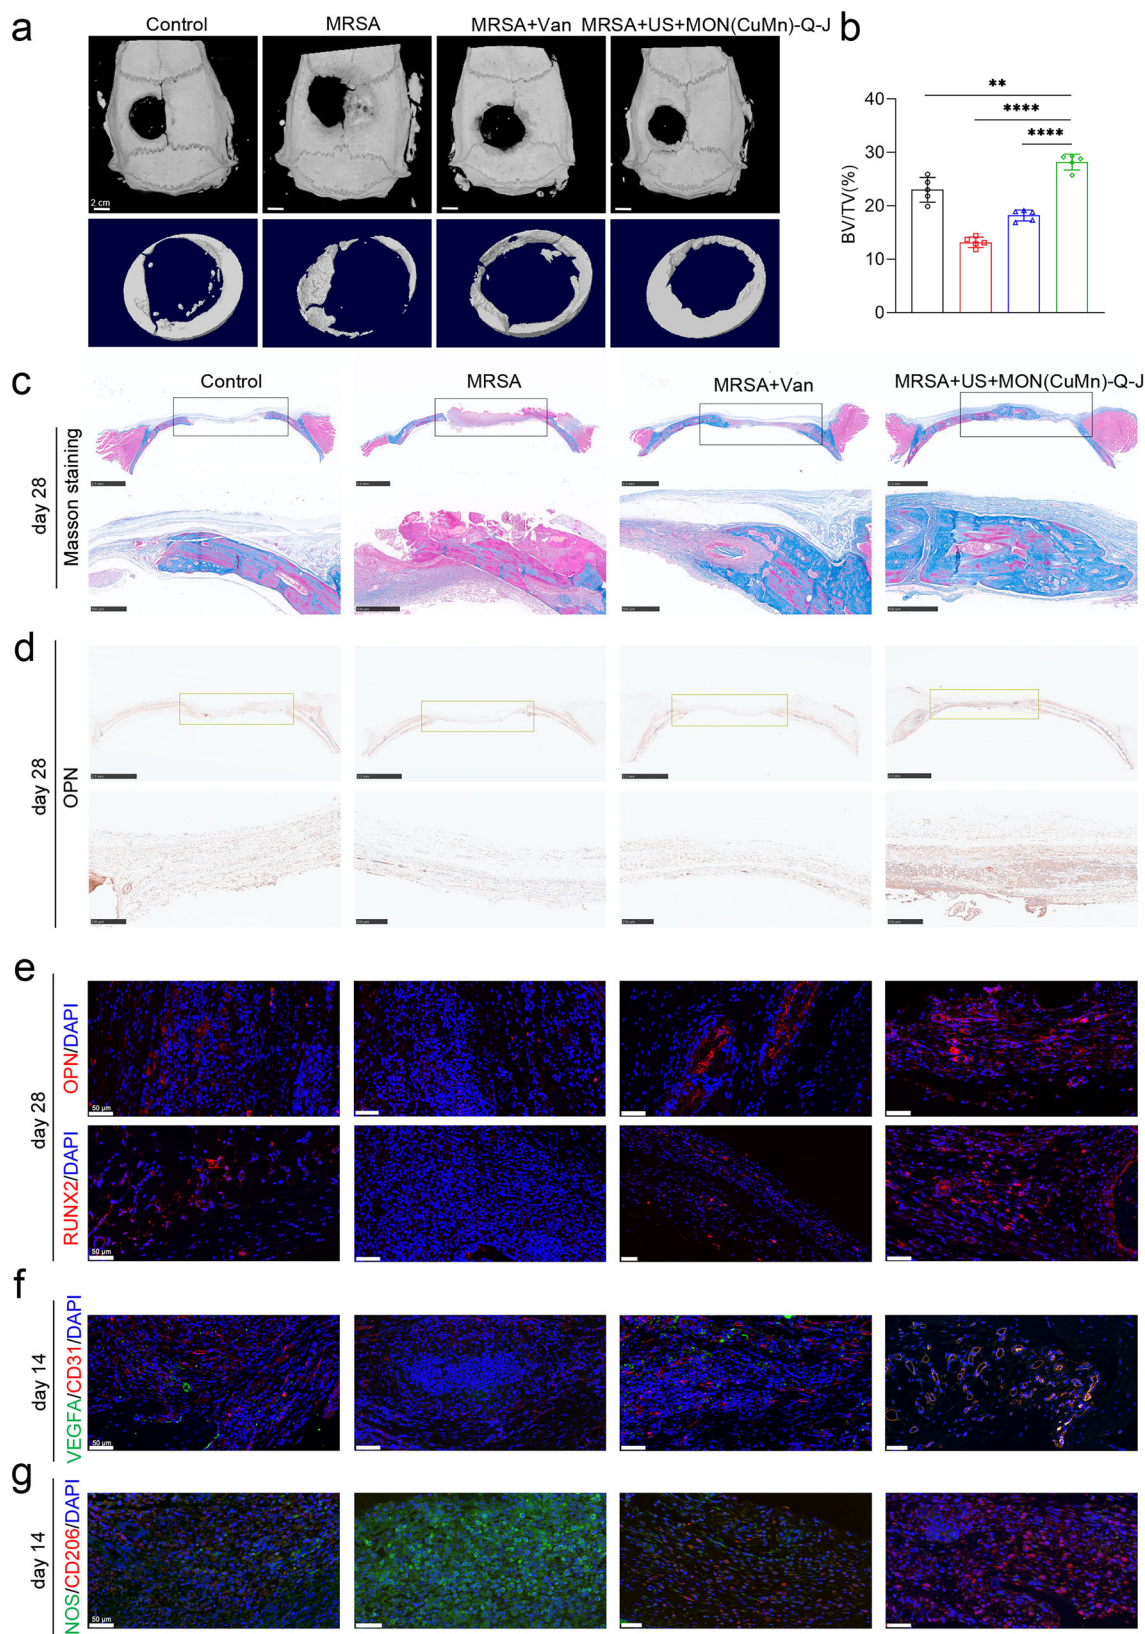 a
Control
MRSA
MRSA+Van
MRSA+US+MON(CuMn)-Q-J
2 cm
b
**
****
****
40
30
20
10
0
BV/TV(%)
c
Control
MRSA
MRSA+Van
MRSA+US+MON(CuMn)-Q-J
day 28
Masson staining
d
day 28
OPN
e
day 28
OPN/DAPI
50 µm
RUNX2/DAPI
50 µm
f
day 14
VEGFA/CD31/DAPI
50 µm
g
day 14
NOS/CD206/DAPI
50 µm